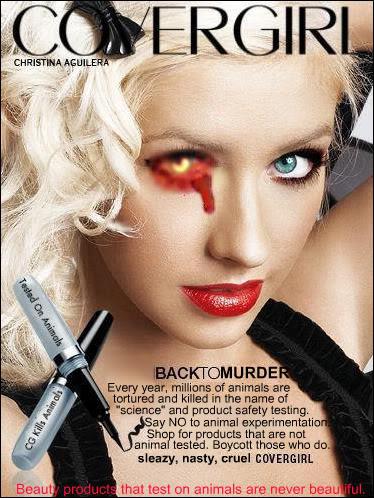 COVERGIRL
CHRISTINA AGUILERA
Tested On Animals
CG Kills Animals
BACKTOMURDER
Every year, millions of animals are
tortured and killed in the name of
"science" and product safety testing.
Say NO to animal experimentation.
Shop for products that are not
animal tested. Boycott those who do.
sleazy, nasty, cruel COVERGIRL
Beauty products that test on animals are never beautiful.